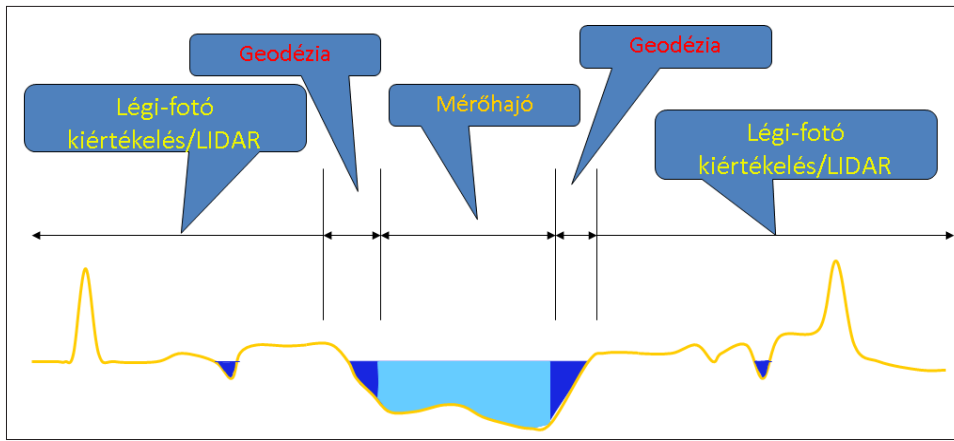 Geodézia
Geodézia
Légi-fotó
kiértékelés/LIDAR
Mérőhajó
Légi-fotó
kiértékelés/LIDAR